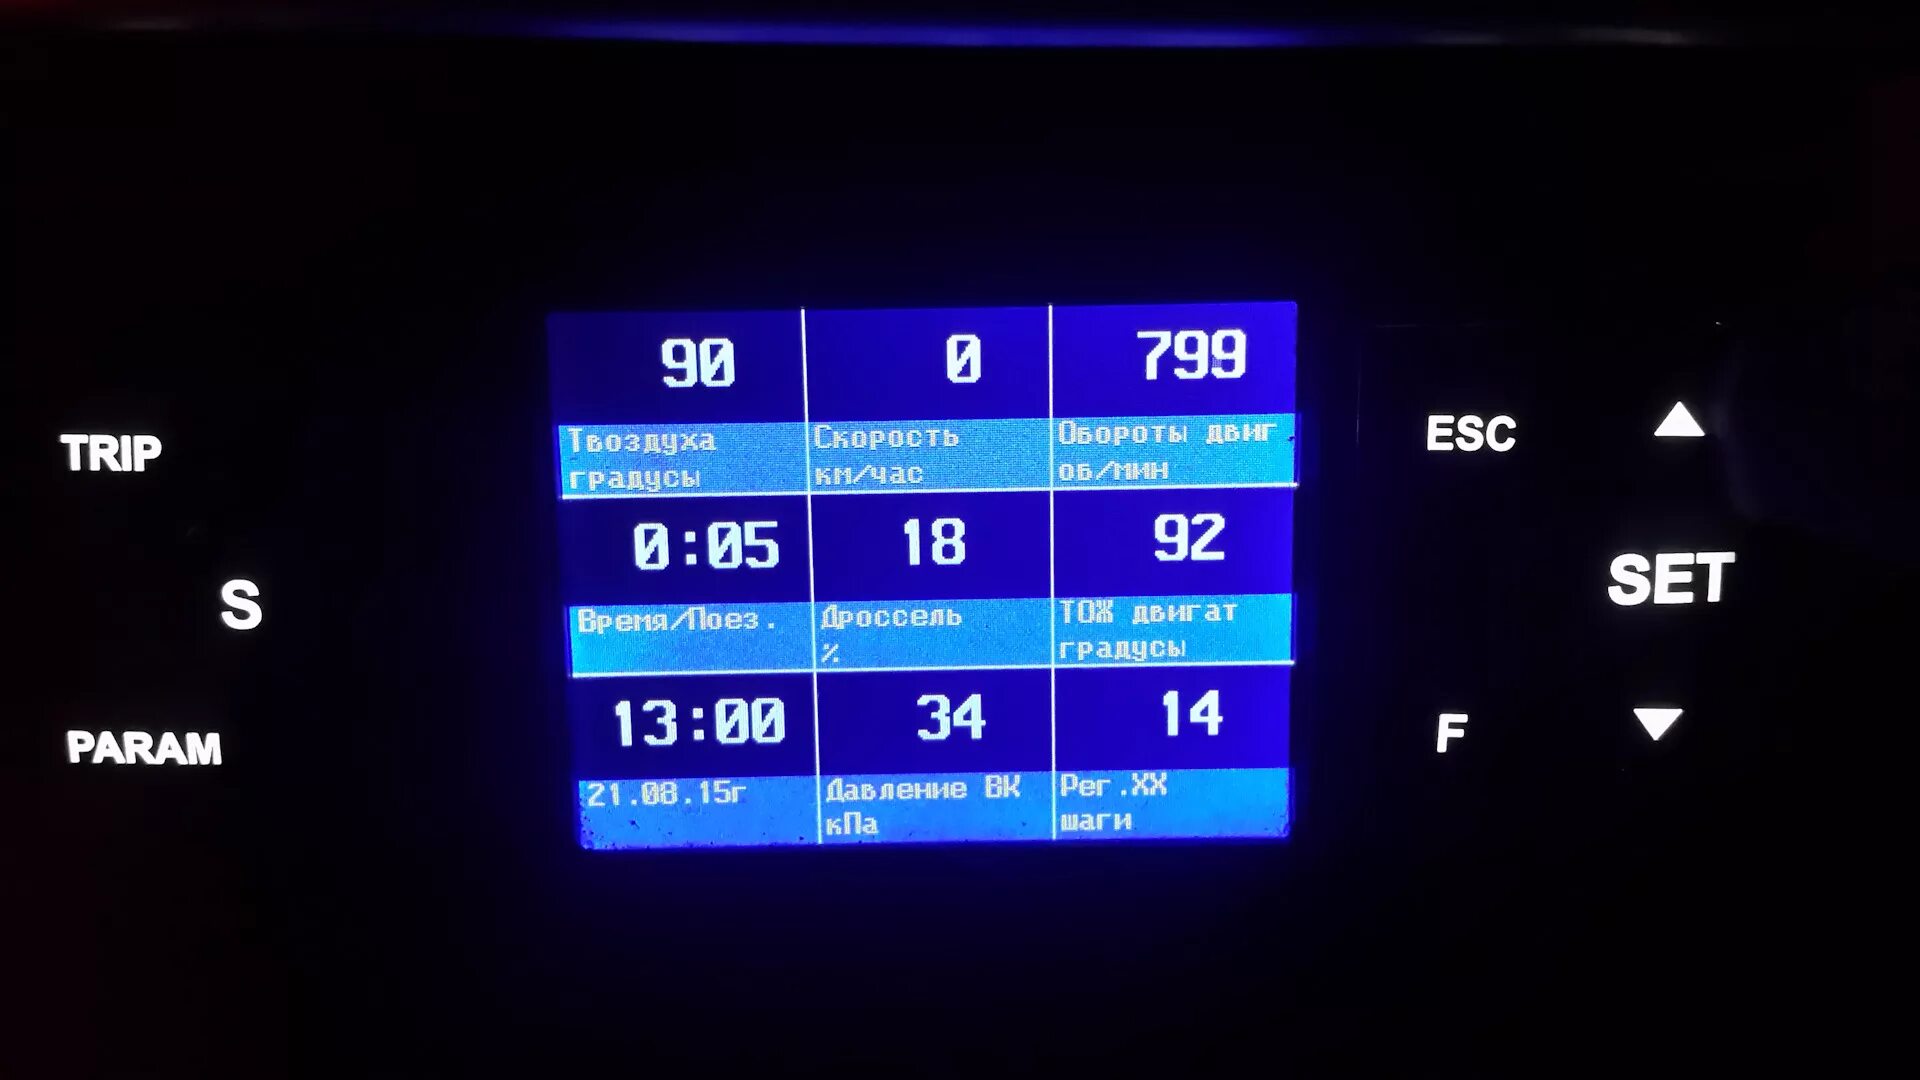 TRIP
S
PARAM
90 0 799
Твоздуха Скорость Обороты двиг
градусы км/час об/мин
0:05 18 92
Время/Поез. Дроссель ТОЖ двигат
% градусы
13:00 34 14
21.08.15г Давление ВК Рег.ХХ
кПа шаги
ESC ▲
SET
F ▼